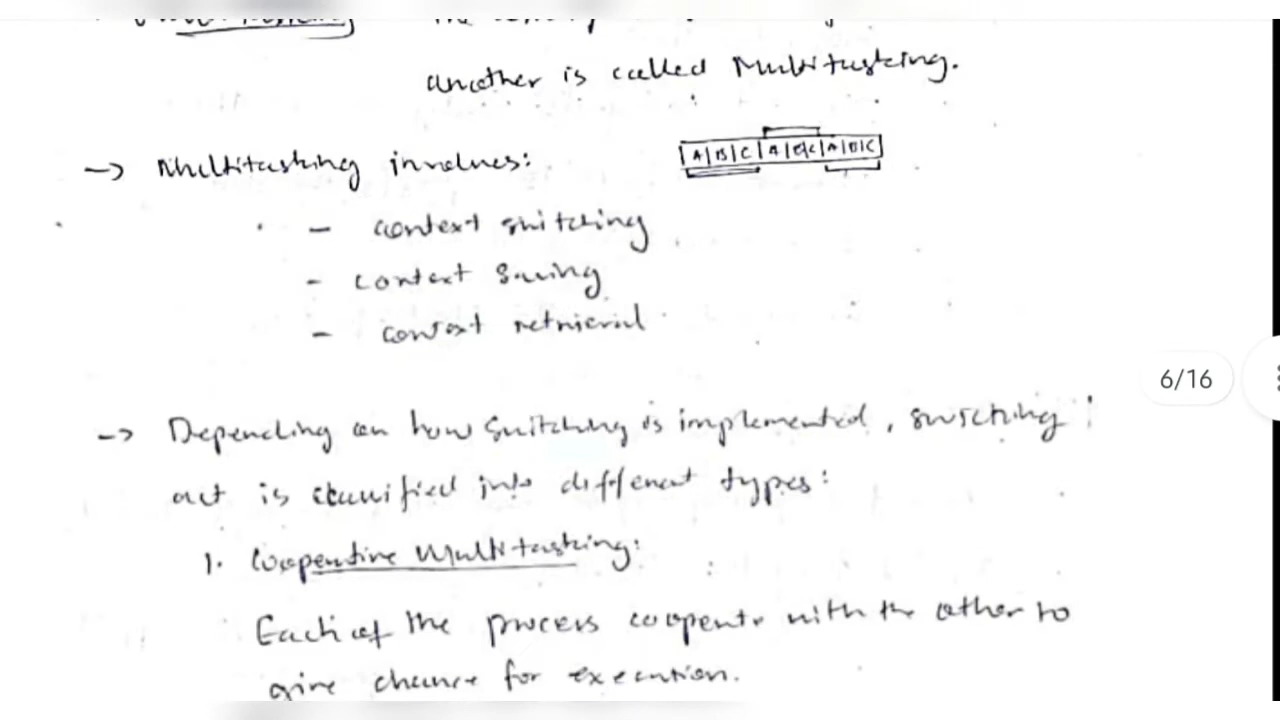 another is called Multitasking.
→ Multitasking involves:
A|B|C|A|B|C|A|B|C
- context switching
- context saving
- context retrieval
6/16
→ Depending on how switching is implemented, switching
act is classified into different types:
1. Cooperative Multitasking:
Each of the process cooperate with the other to
give chance for execution.